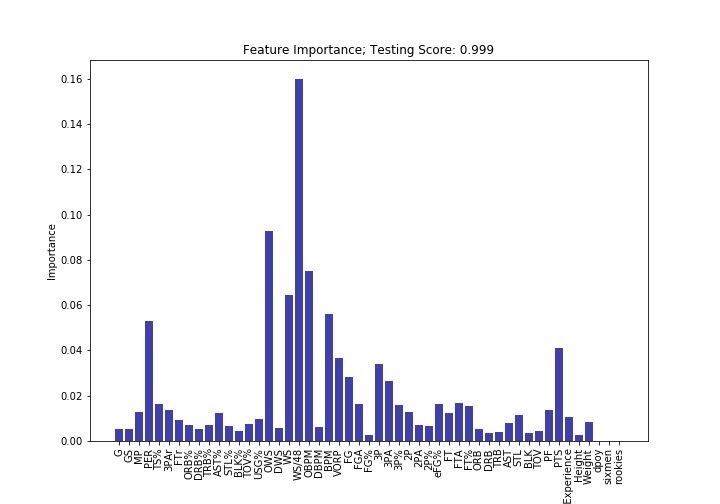 Feature Importance; Testing Score: 0.999
0.16
0.14
0.12
0.10
0.08
0.06
0.04
0.02
0.00
Importance
G
GS
MP
PER
TS%
3PAr
FTr
ORB%
DRB%
TRB%
AST%
STL%
BLK%
TOV%
USG%
OWS
DWS
WS
WS/48
OBPM
DBPM
BPM
VORP
FG
FGA
FG%
3P
3PA
3P%
2P
2PA
2P%
eFG%
FT
FTA
FT%
ORB
DRB
TRB
AST
STL
BLK
TOV
PF
PTS
Experience
Height
Weight
dpoy
sixmen
rookies